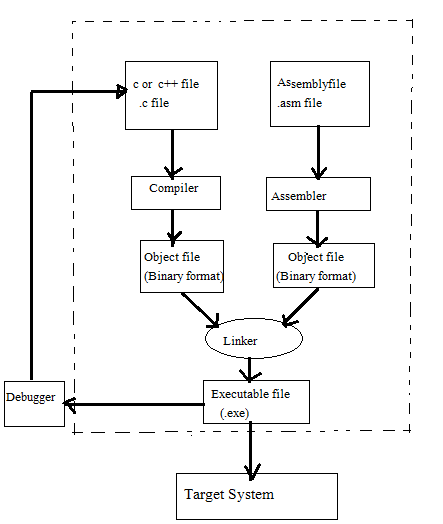 c or c++ file
.c file
Assemblyfile
.asm file
Compiler
Assembler
Object file
(Binary format)
Object file
(Binary format)
Linker
Debugger
Executable file
(.exe)
Target System